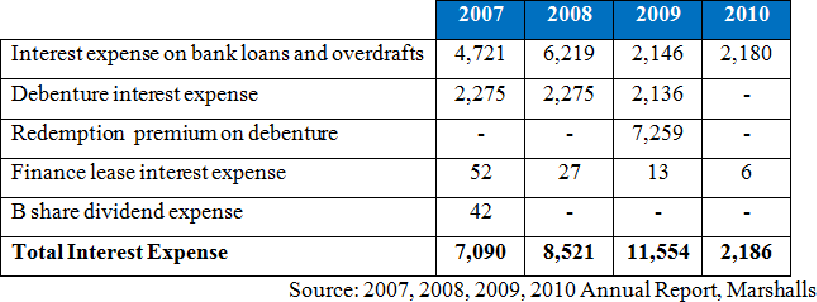 2007 2008 2009 2010
Interest expense on bank loans and overdrafts 4,721 6,219 2,146 2,180
Debenture interest expense 2,275 2,275 2,136 -
Redemption premium on debenture - - 7,259 -
Finance lease interest expense 52 27 13 6
B share dividend expense 42 - - -
Total Interest Expense 7,090 8,521 11,554 2,186
Source: 2007, 2008, 2009, 2010 Annual Report, Marshalls